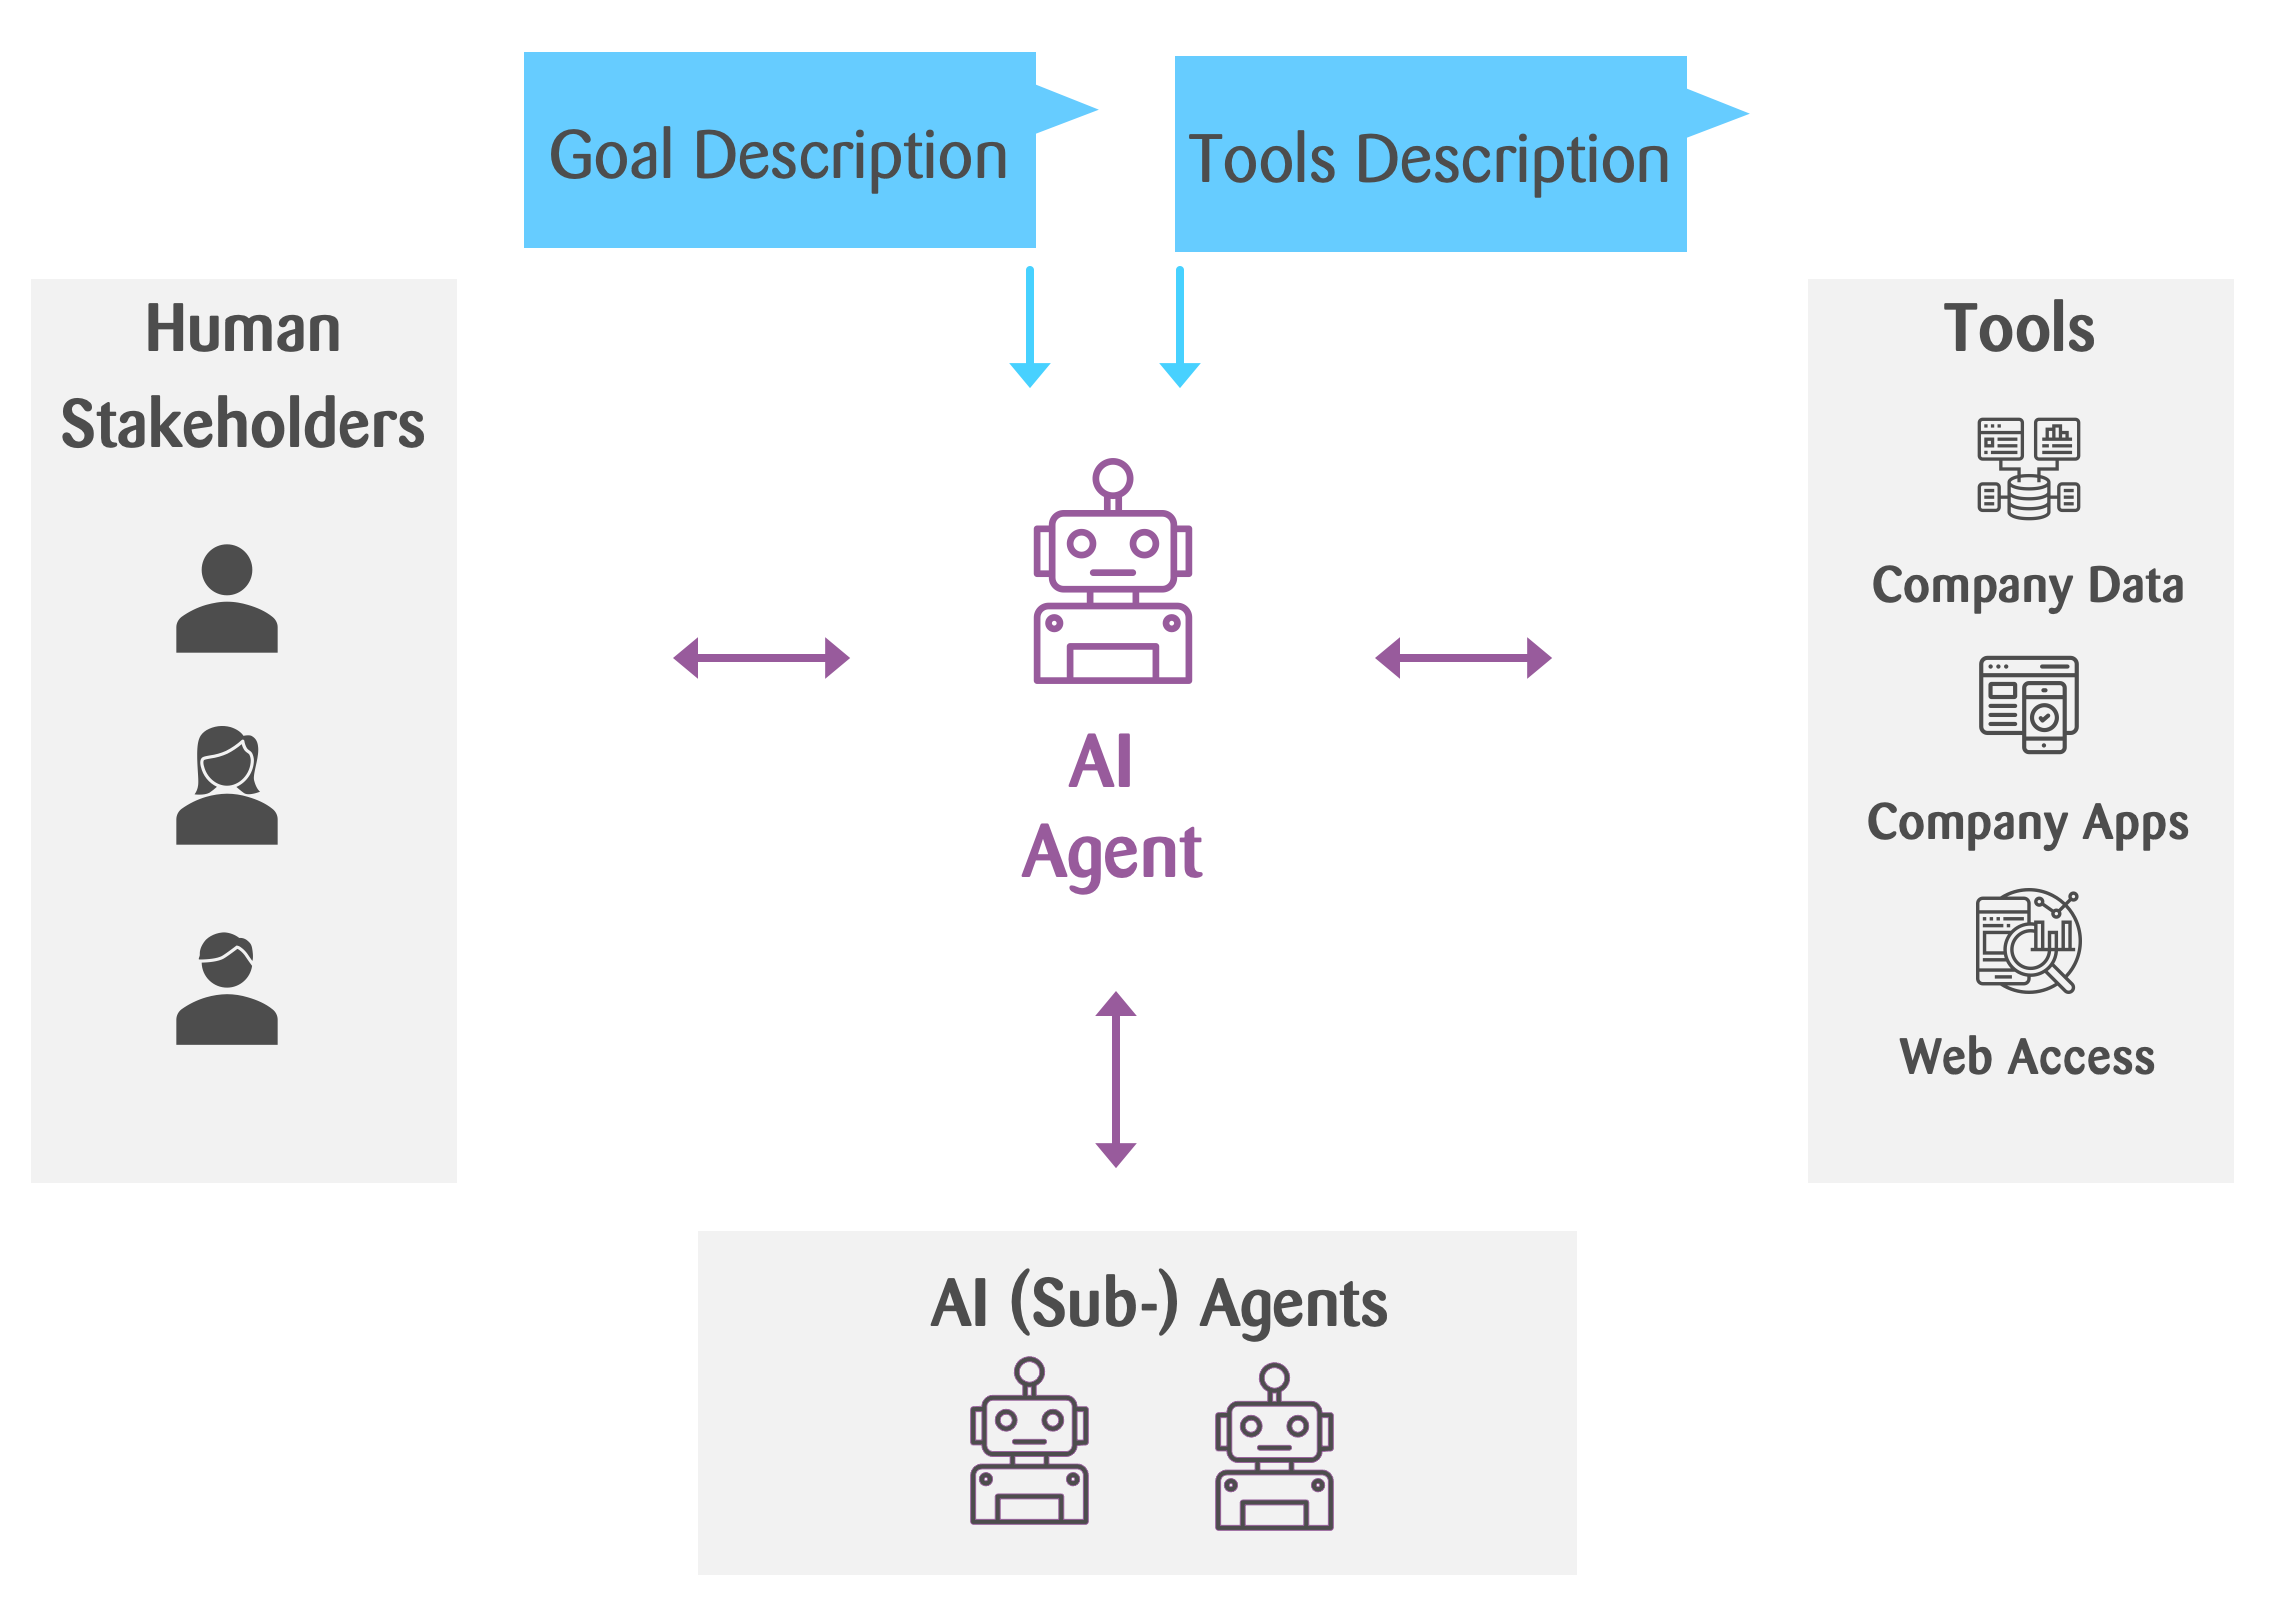 Goal Description
Tools Description
Human
Stakeholders
AI
Agent
Tools
Company Data
Company Apps
Web Access
AI (Sub-) Agents